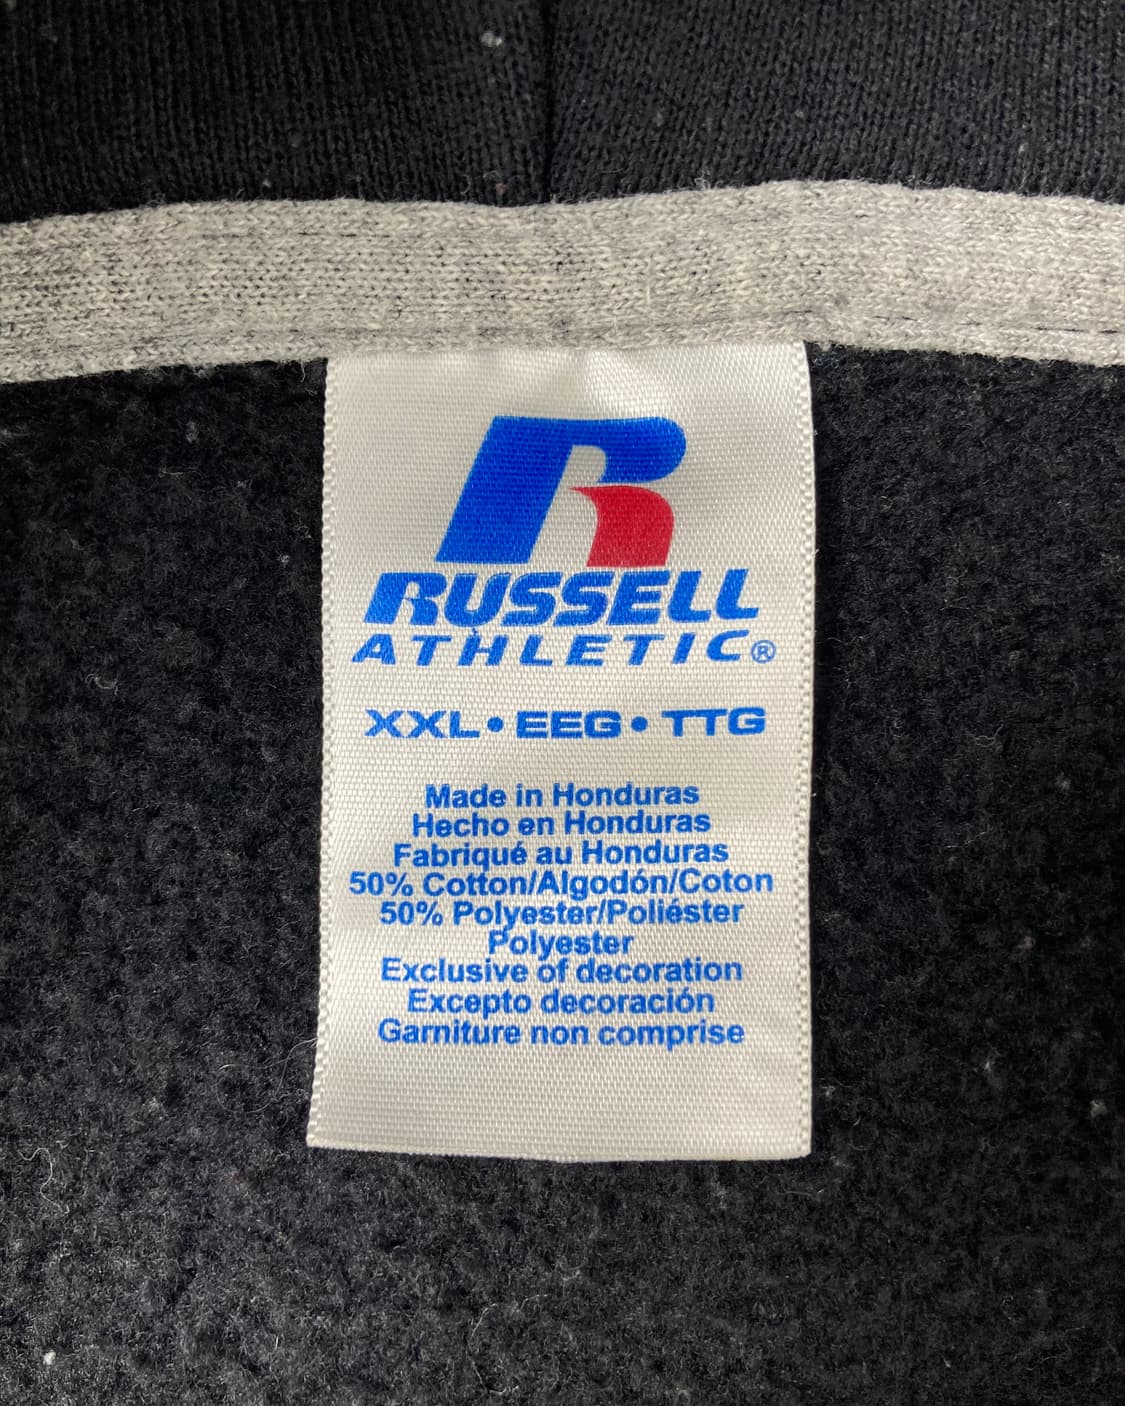 R
RUSSELL
ATHLETIC®
XXL • EEG • TTG
Made in Honduras
Hecho en Honduras
Fabriqué au Honduras
50% Cotton/Algodón/Coton
50% Polyester/Poliéster
Polyester
Exclusive of decoration
Excepto decoración
Garniture non comprise